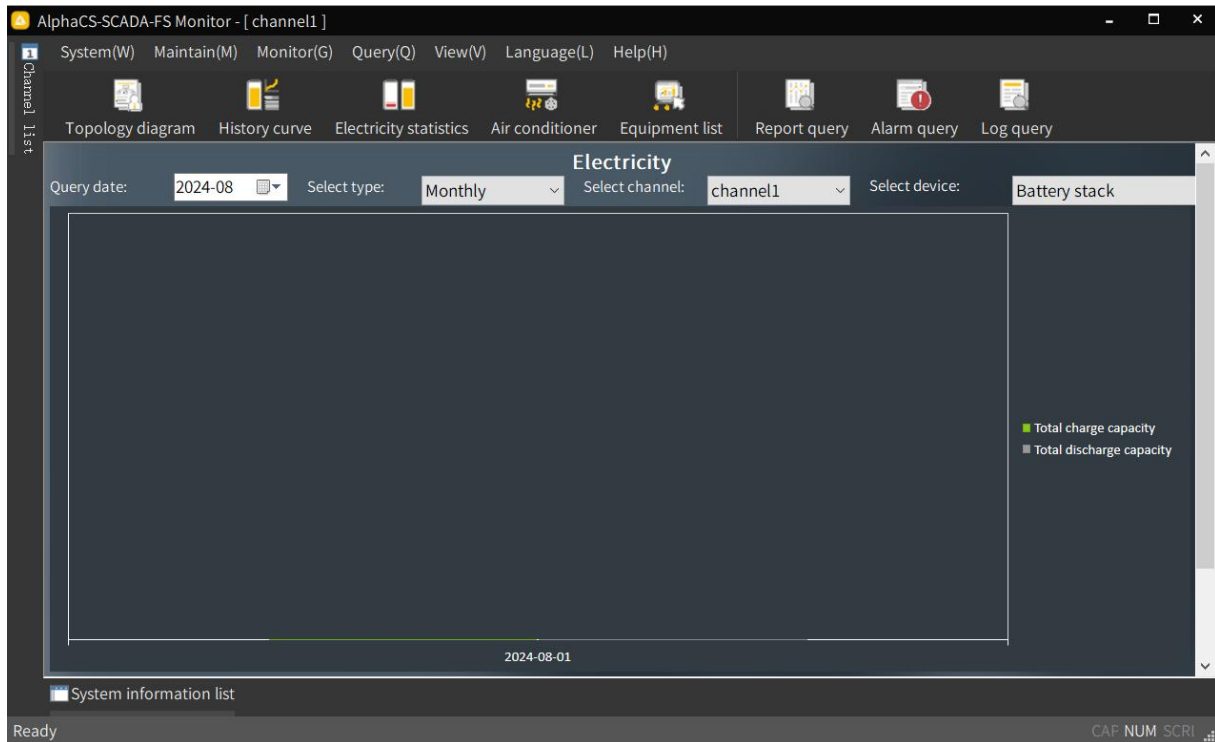 AlphaCS-SCADA-FS Monitor - [ channel1 ]
System(W) Maintain(M) Monitor(G) Query(Q) View(V) Language(L) Help(H)
1
Channel list
Topology diagram History curve Electricity statistics Air conditioner Equipment list Report query Alarm query Log query
Electricity
Query date: 2024-08 Select type: Monthly Select channel: channel1 Select device: Battery stack
Total charge capacity
Total discharge capacity
2024-08-01
System information list
Ready CAP NUM SCRL